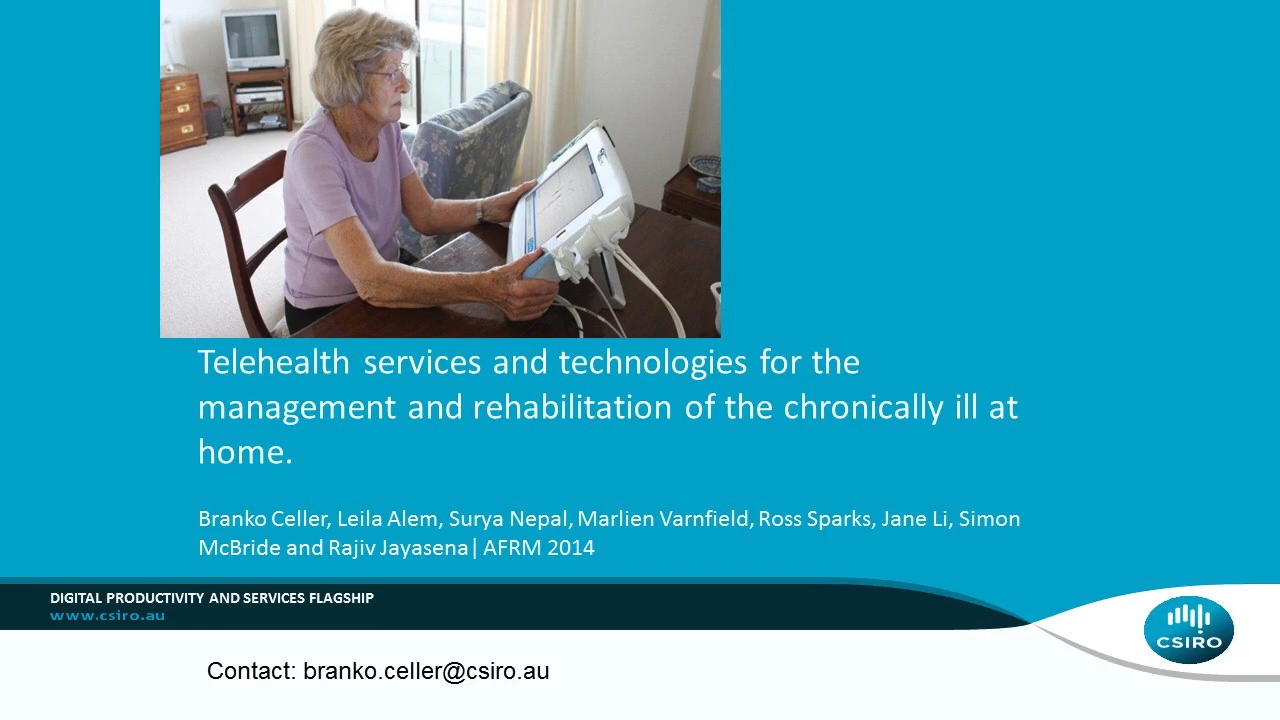 Telehealth services and technologies for the
management and rehabilitation of the chronically ill at
home.
Branko Celler, Leila Alem, Surya Nepal, Marlien Varnfield, Ross Sparks, Jane Li, Simon
McBride and Rajiv Jayasena| AFRM 2014
DIGITAL PRODUCTIVITY AND SERVICES FLAGSHIP
www.csiro.au
CSIRO
Contact: branko.celler@csiro.au